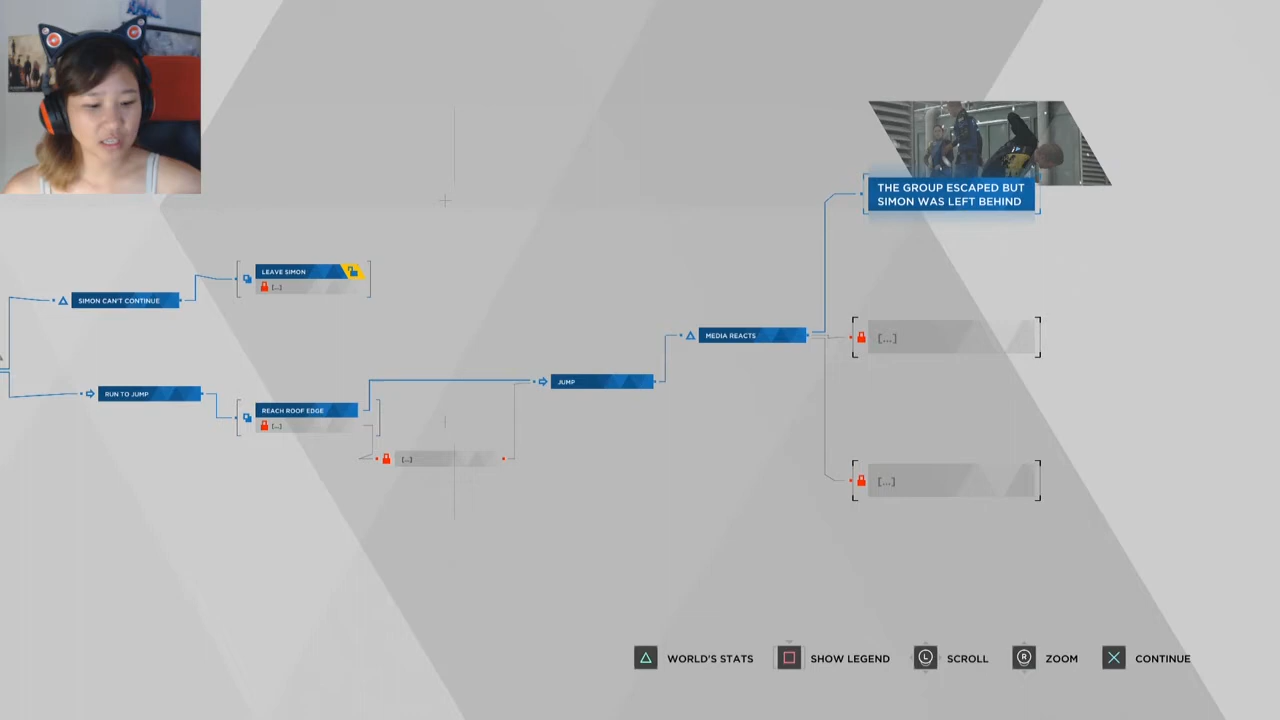 THE GROUP ESCAPED BUT
SIMON WAS LEFT BEHIND
LEAVE SIMON
[...]
SIMON CAN'T CONTINUE
MEDIA REACTS
[...]
RUN TO JUMP
REACH ROOF EDGE
[...]
JUMP
[...]
[...]
WORLD'S STATS
SHOW LEGEND
L
SCROLL
R
ZOOM
CONTINUE